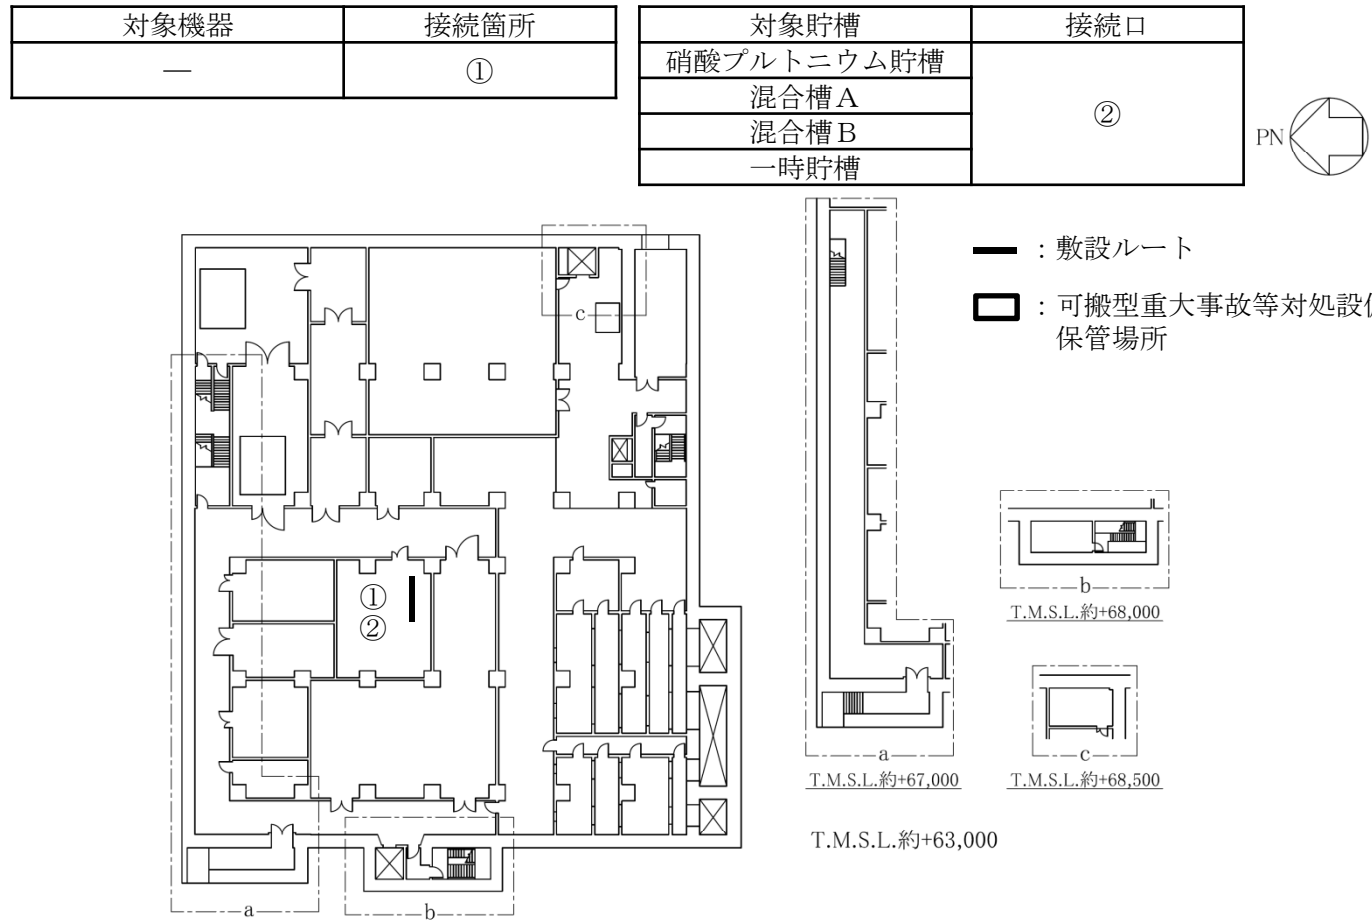 対象機器 接続箇所
― ①
対象貯槽 接続口
硝酸プルトニウム貯槽 ②
混合槽A
混合槽B
一時貯槽
PN
：敷設ルート
：可搬型重大事故等対処設備
保管場所
c
①
②
a
b
a
T.M.S.L.約+67,000
b
T.M.S.L.約+68,000
c
T.M.S.L.約+68,500
T.M.S.L.約+63,000